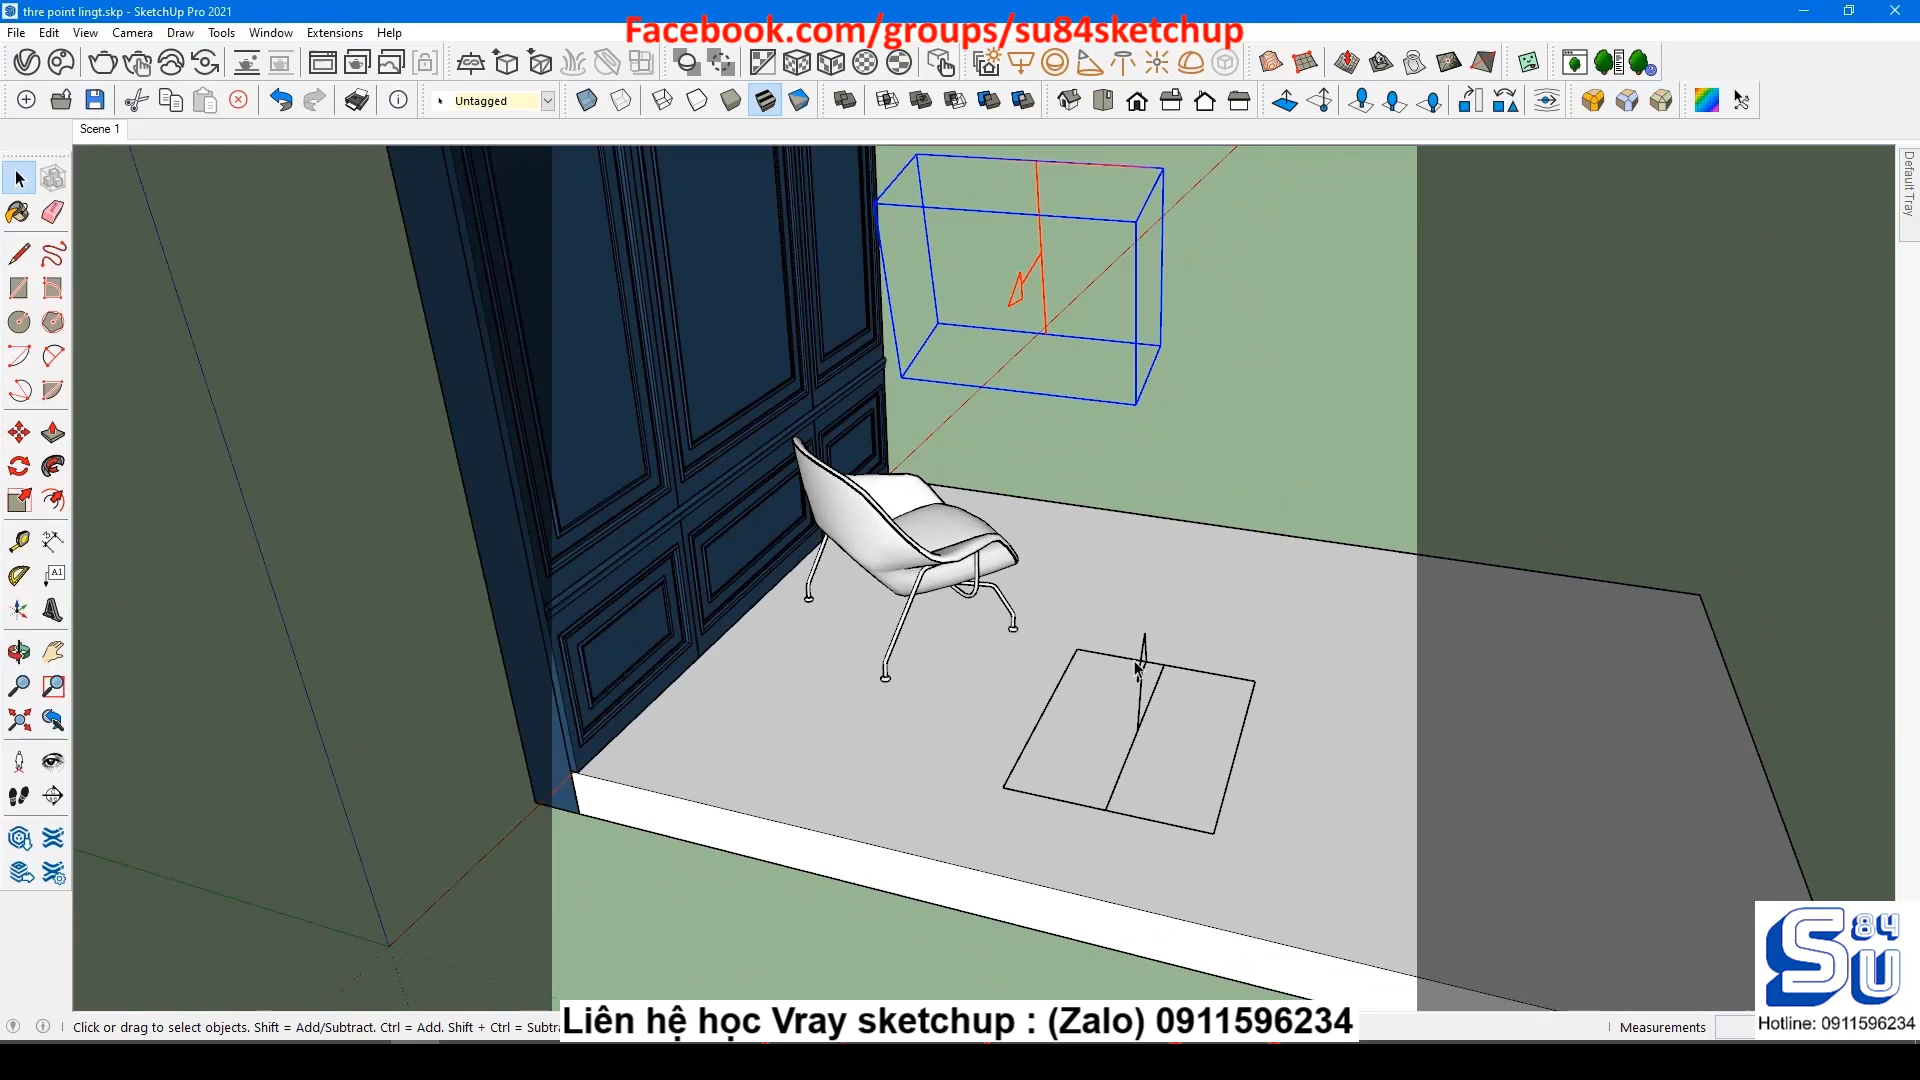 thre point lingt.skp - SketchUp Pro 2021
Facebook.com/groups/su84sketchup
File Edit View Camera Draw Tools Window Extensions Help
Untagged
Scene 1
Default Tray
A1
84
SU
Click or drag to select objects. Shift = Add/Subtract. Ctrl = Add. Shift + Ctrl = Subtra
Liên hệ học Vray sketchup : (Zalo) 0911596234
Measurements
Hotline: 0911596234